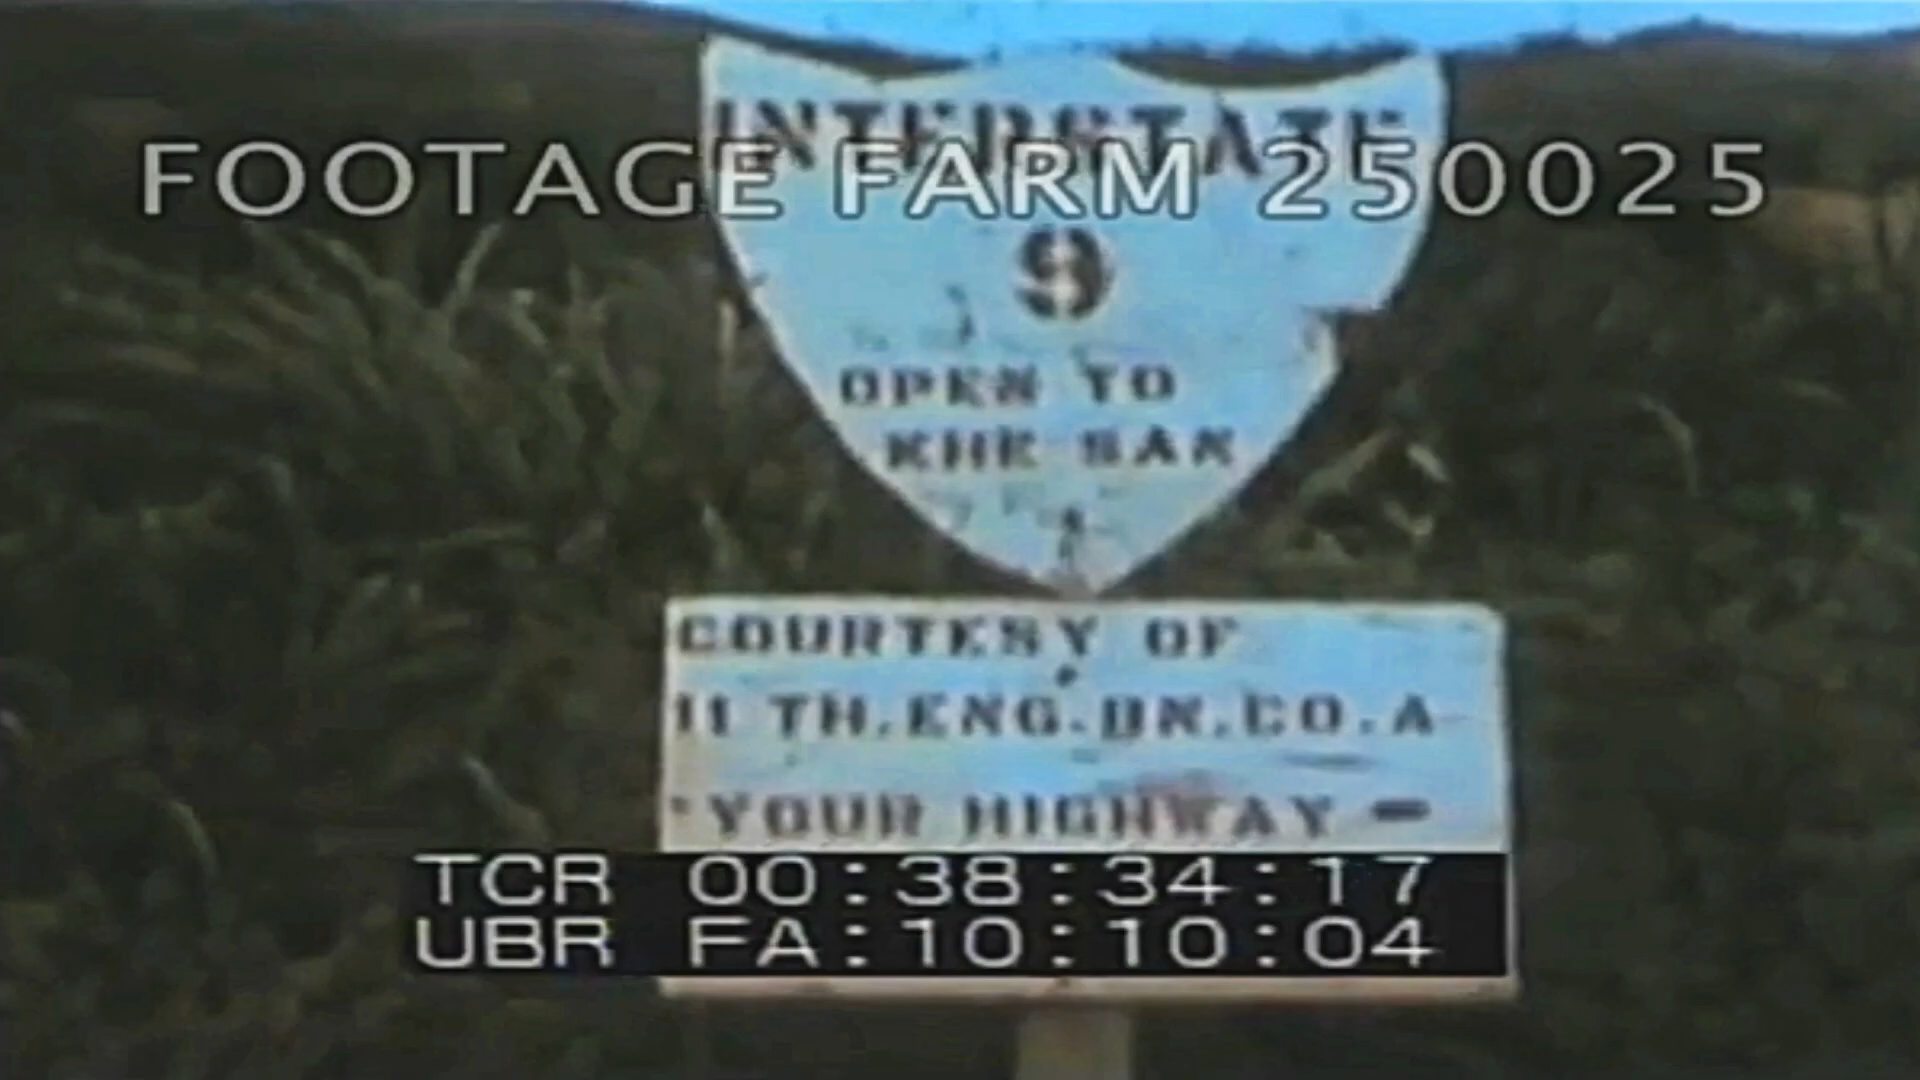 INTERSTATE
FOOTAGE FARM 250025
9
OPEN TO
KHE SAN
COURTESY OF
11 TH. ENG. BN. CO. A
YOUR HIGHWAY -
TCR 00:38:34:17
UBR FA:10:10:04